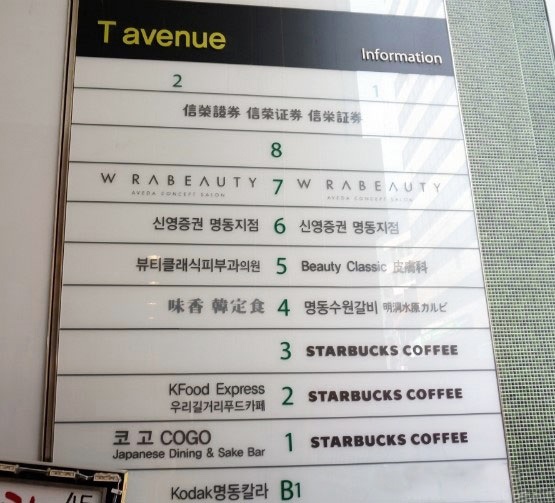 T avenue
Information
2 1
信榮證券 信荣证券 信栄証券
8
W RABEAUTY 7 W RABEAUTY
AVEDA CONCEPT SALON AVEDA CONCEPT SALON
신영증권 명동지점 6 신영증권 명동지점
뷰티클래식피부과의원 5 Beauty Classic 皮膚科
味香 韓定食 4 명동수원갈비 明洞水原カルビ
3 STARBUCKS COFFEE
KFood Express 2 STARBUCKS COFFEE
우리길거리푸드카페
코 고 COGO 1 STARBUCKS COFFEE
Japanese Dining & Sake Bar
Kodak명동칼라 B1
4F